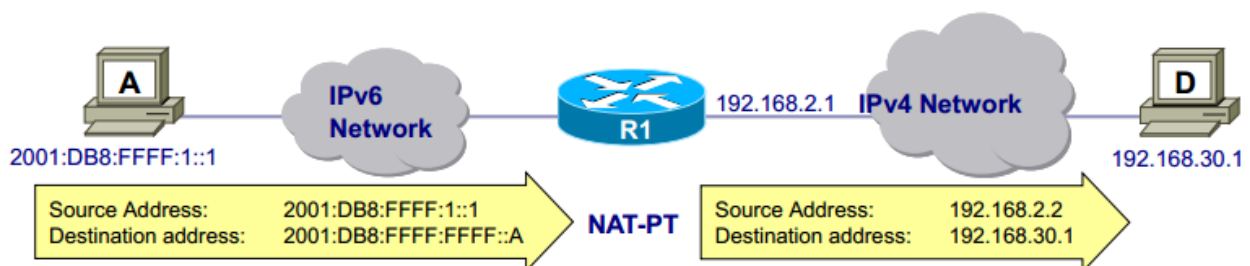 A
IPv6
Network
R1
192.168.2.1
IPv4 Network
D
2001:DB8:FFFF:1::1
192.168.30.1
Source Address: 2001:DB8:FFFF:1::1
Destination address: 2001:DB8:FFFF:FFFF::A
NAT-PT
Source Address: 192.168.2.2
Destination address: 192.168.30.1